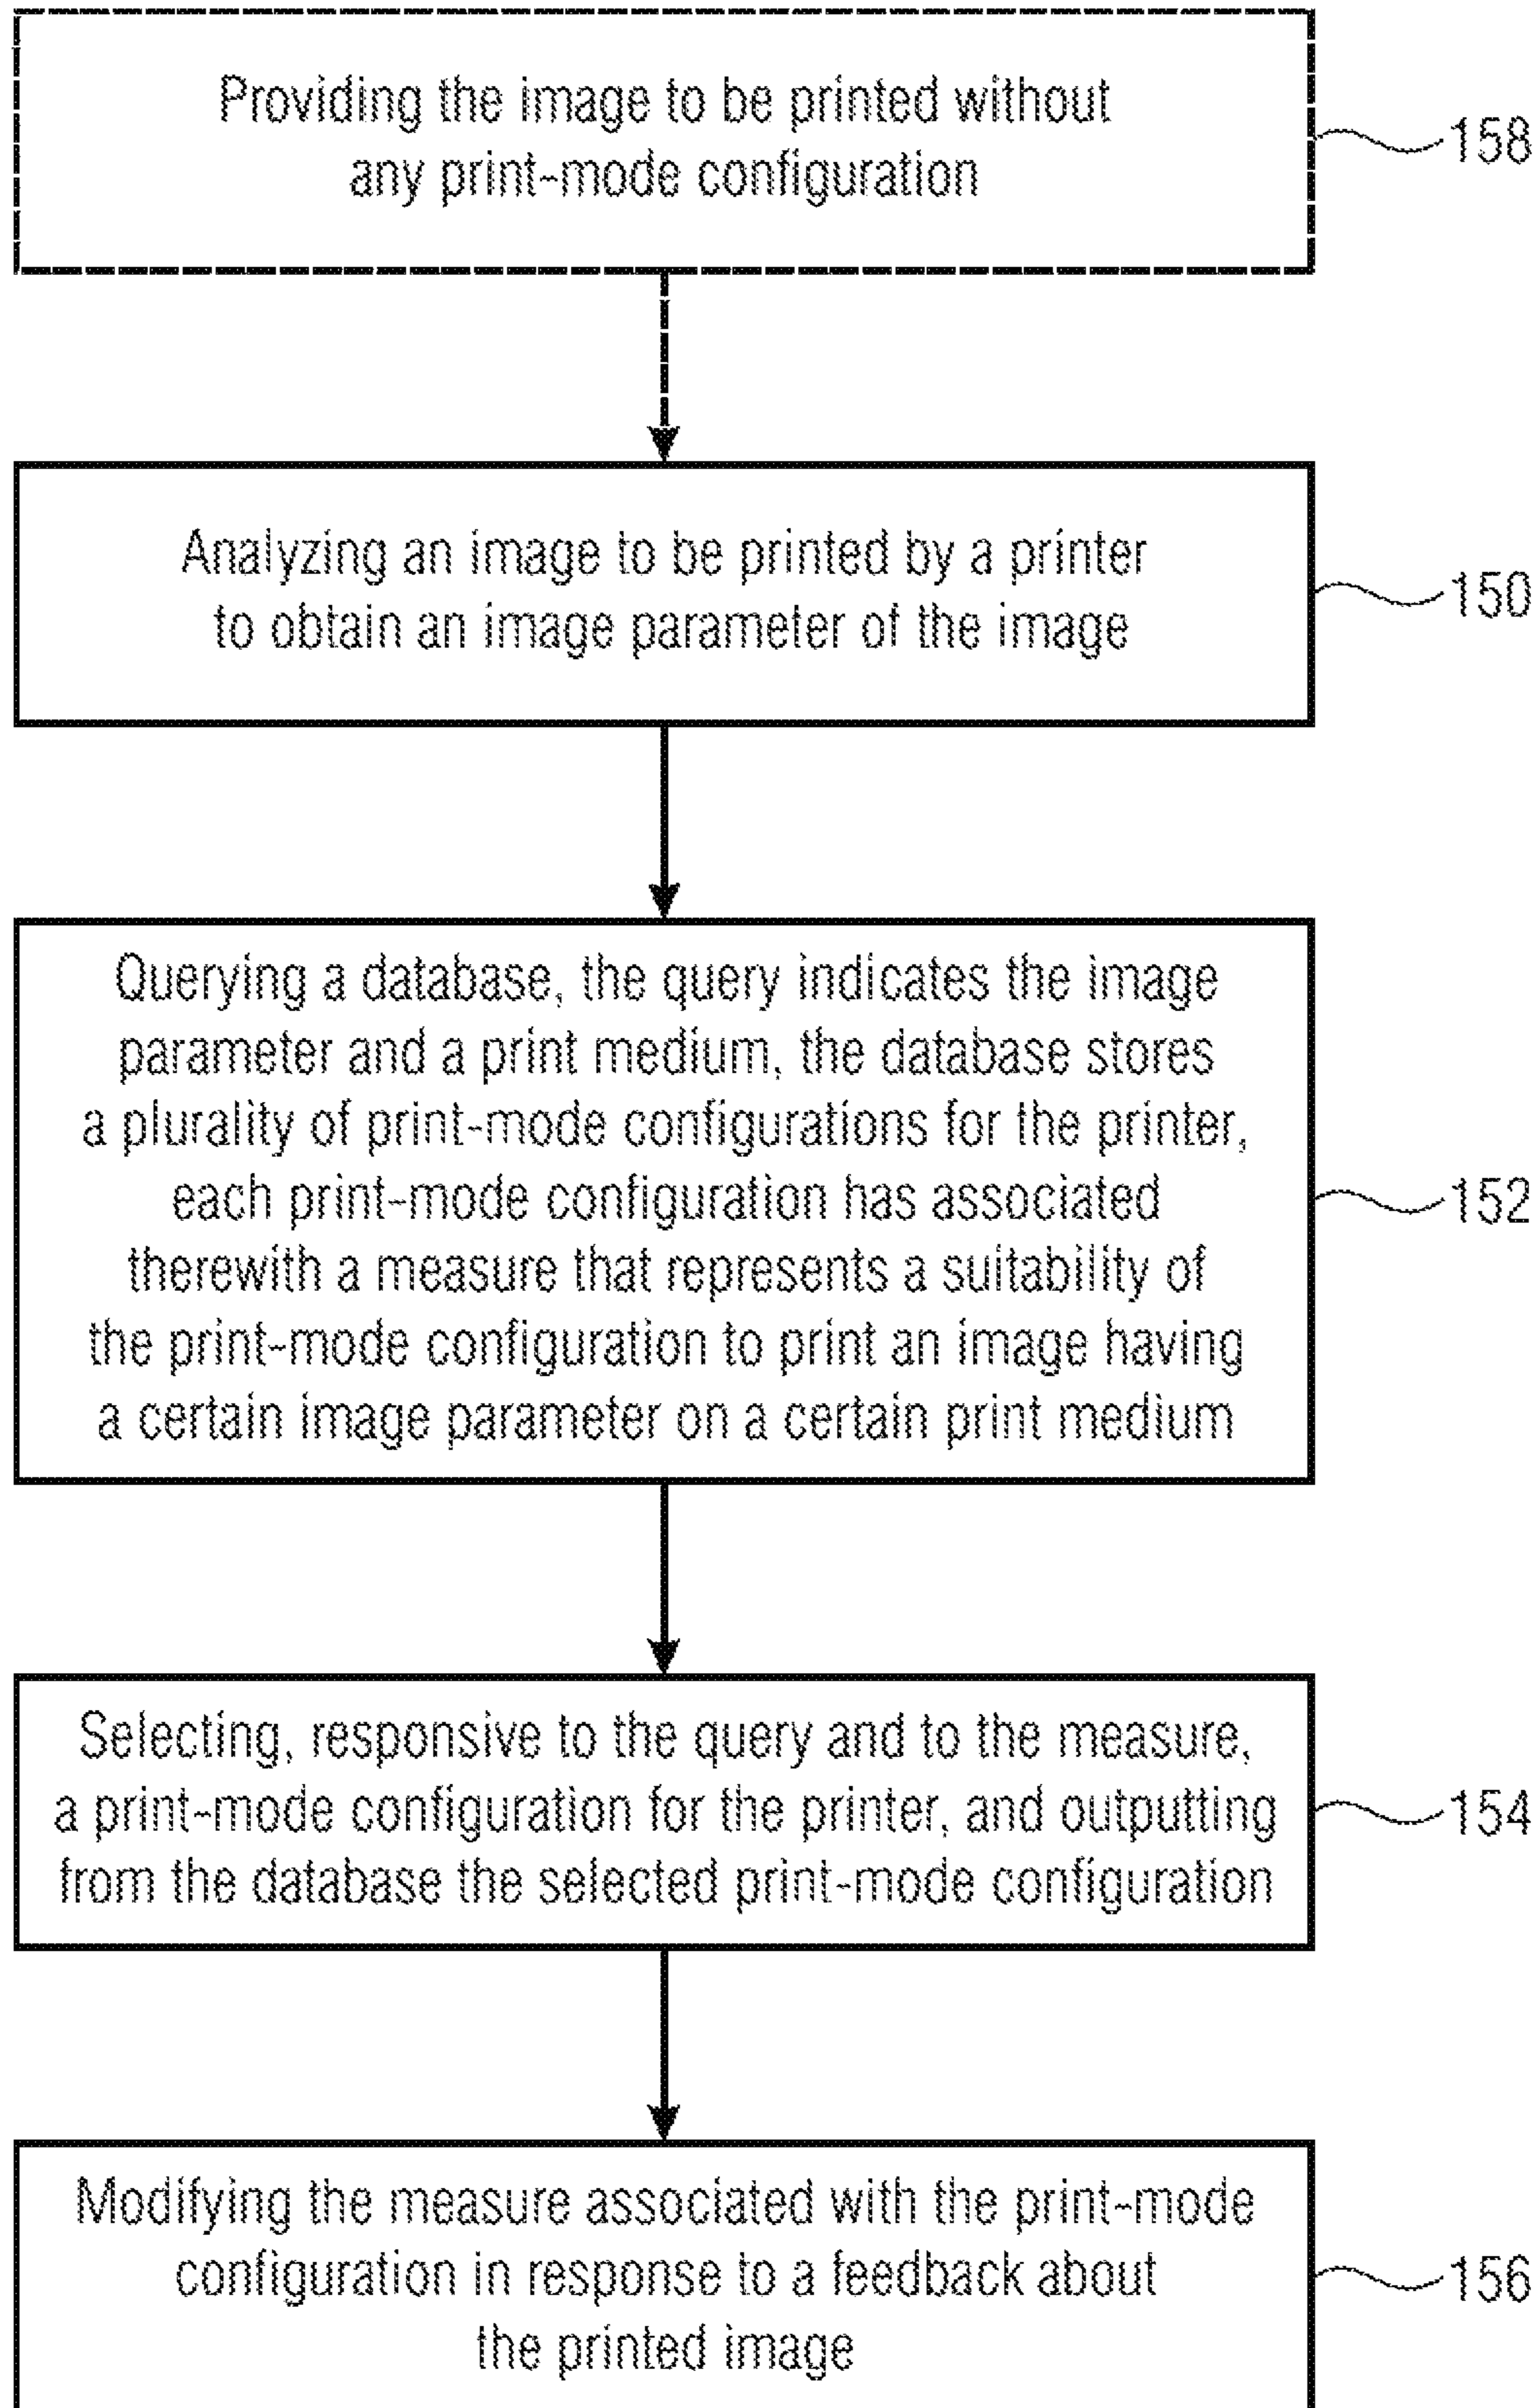 Providing the image to be printed without
any print-mode configuration
158
Analyzing an image to be printed by a printer
to obtain an image parameter of the image
150
Querying a database, the query indicates the image
parameter and a print medium, the database stores
a plurality of print-mode configurations for the printer,
each print-mode configuration has associated
therewith a measure that represents a suitability of
the print-mode configuration to print an image having
a certain image parameter on a certain print medium
152
Selecting, responsive to the query and to the measure,
a print-mode configuration for the printer, and outputting
from the database the selected print-mode configuration
154
Modifying the measure associated with the print-mode
configuration in response to a feedback about
the printed image
156